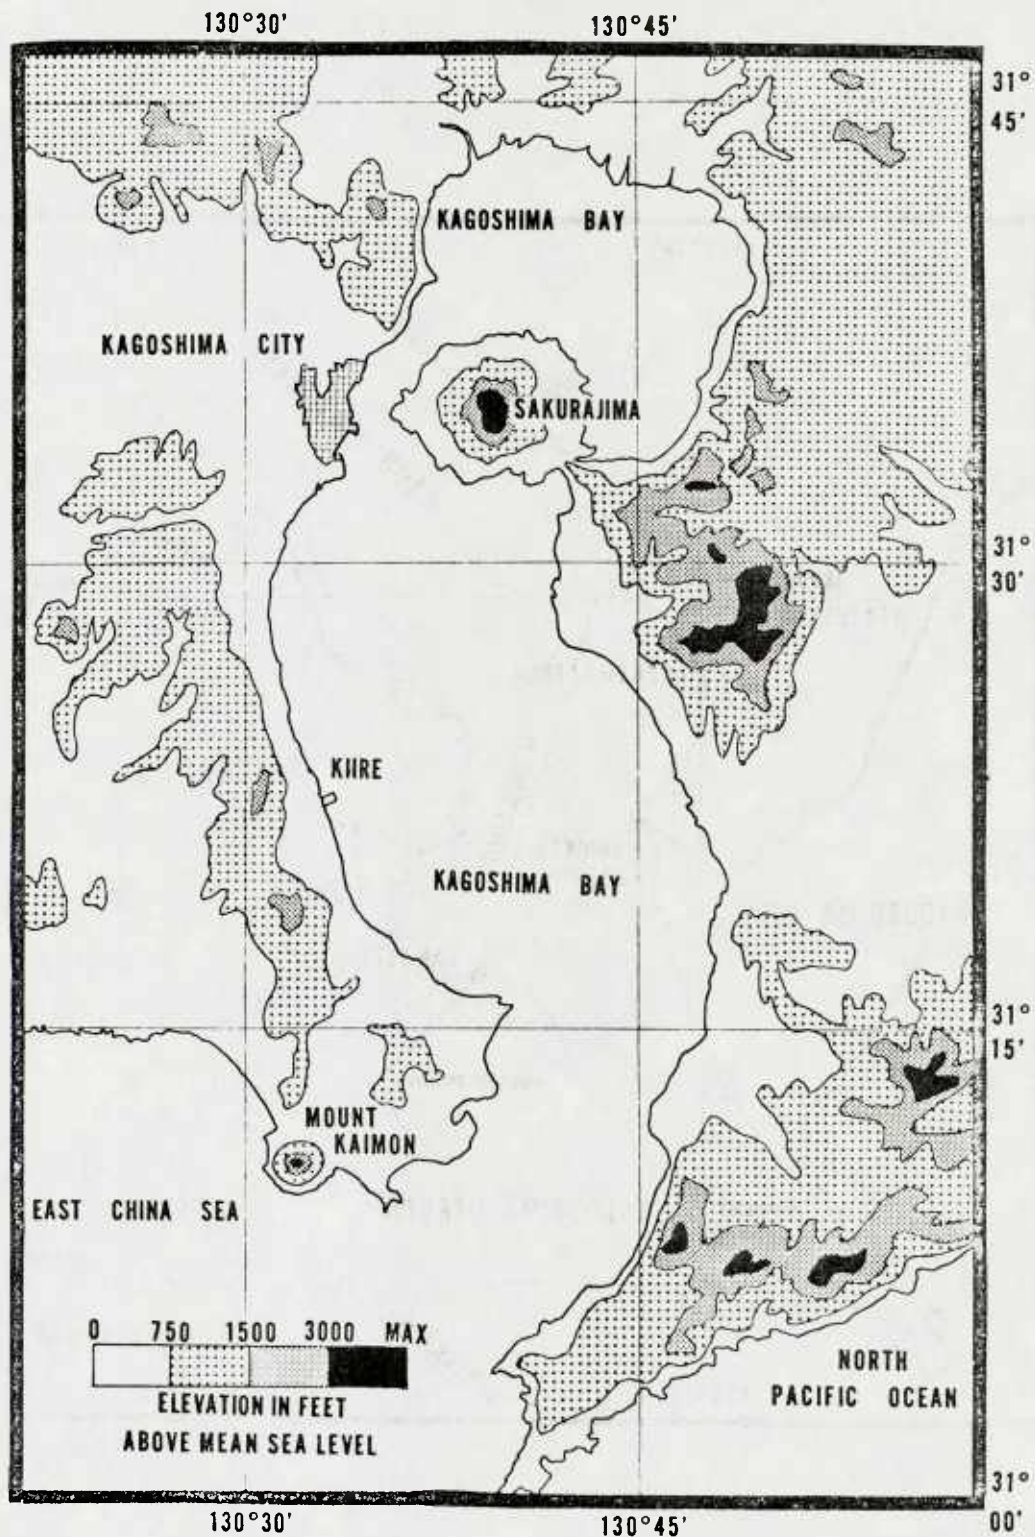 130°30'
130°45'
31°
45'
KAGOSHIMA BAY
KAGOSHIMA CITY
SAKURAJIMA
31°
30'
KIIRE
KAGOSHIMA BAY
31°
15'
MOUNT
KAIMON
EAST CHINA SEA
0 750 1500 3000 MAX
ELEVATION IN FEET
ABOVE MEAN SEA LEVEL
NORTH
PACIFIC OCEAN
31°
00'
130°30'
130°45'